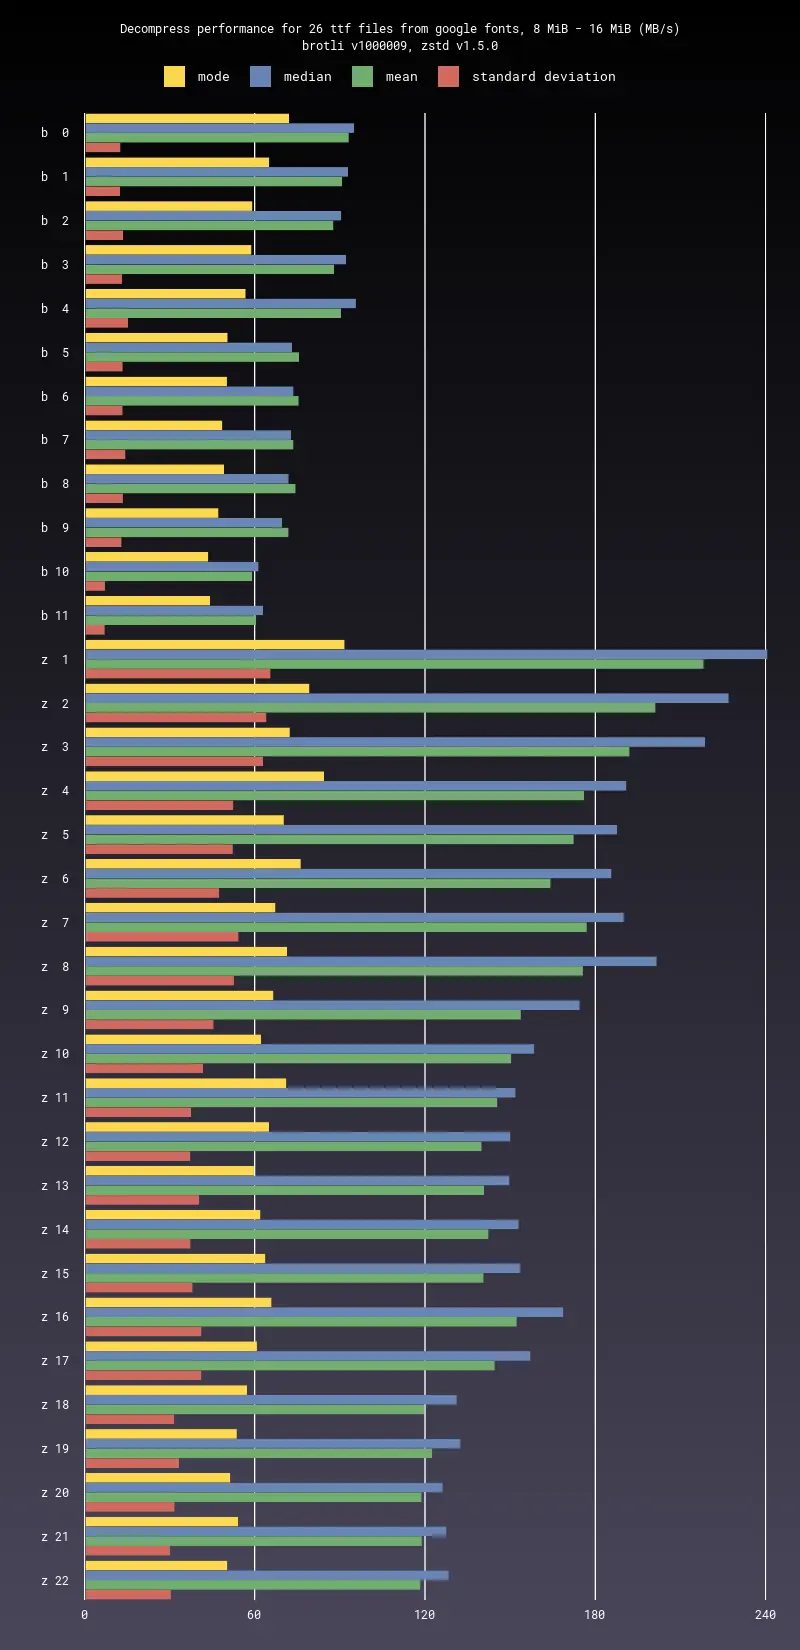 Decompress performance for 26 ttf files from google fonts, 8 MiB - 16 MiB (MB/s)
brotli v1000009, zstd v1.5.0
mode median mean standard deviation
b 0
b 1
b 2
b 3
b 4
b 5
b 6
b 7
b 8
b 9
b 10
b 11
z 1
z 2
z 3
z 4
z 5
z 6
z 7
z 8
z 9
z 10
z 11
z 12
z 13
z 14
z 15
z 16
z 17
z 18
z 19
z 20
z 21
z 22
0 60 120 180 240